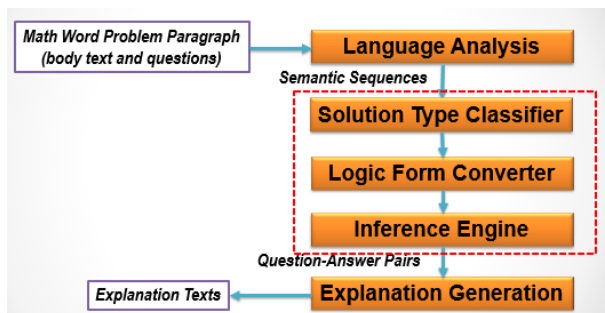 Math Word Problem Paragraph
(body text and questions)
Language Analysis
Semantic Sequences
Solution Type Classifier
Logic Form Converter
Inference Engine
Question-Answer Pairs
Explanation Texts
Explanation Generation